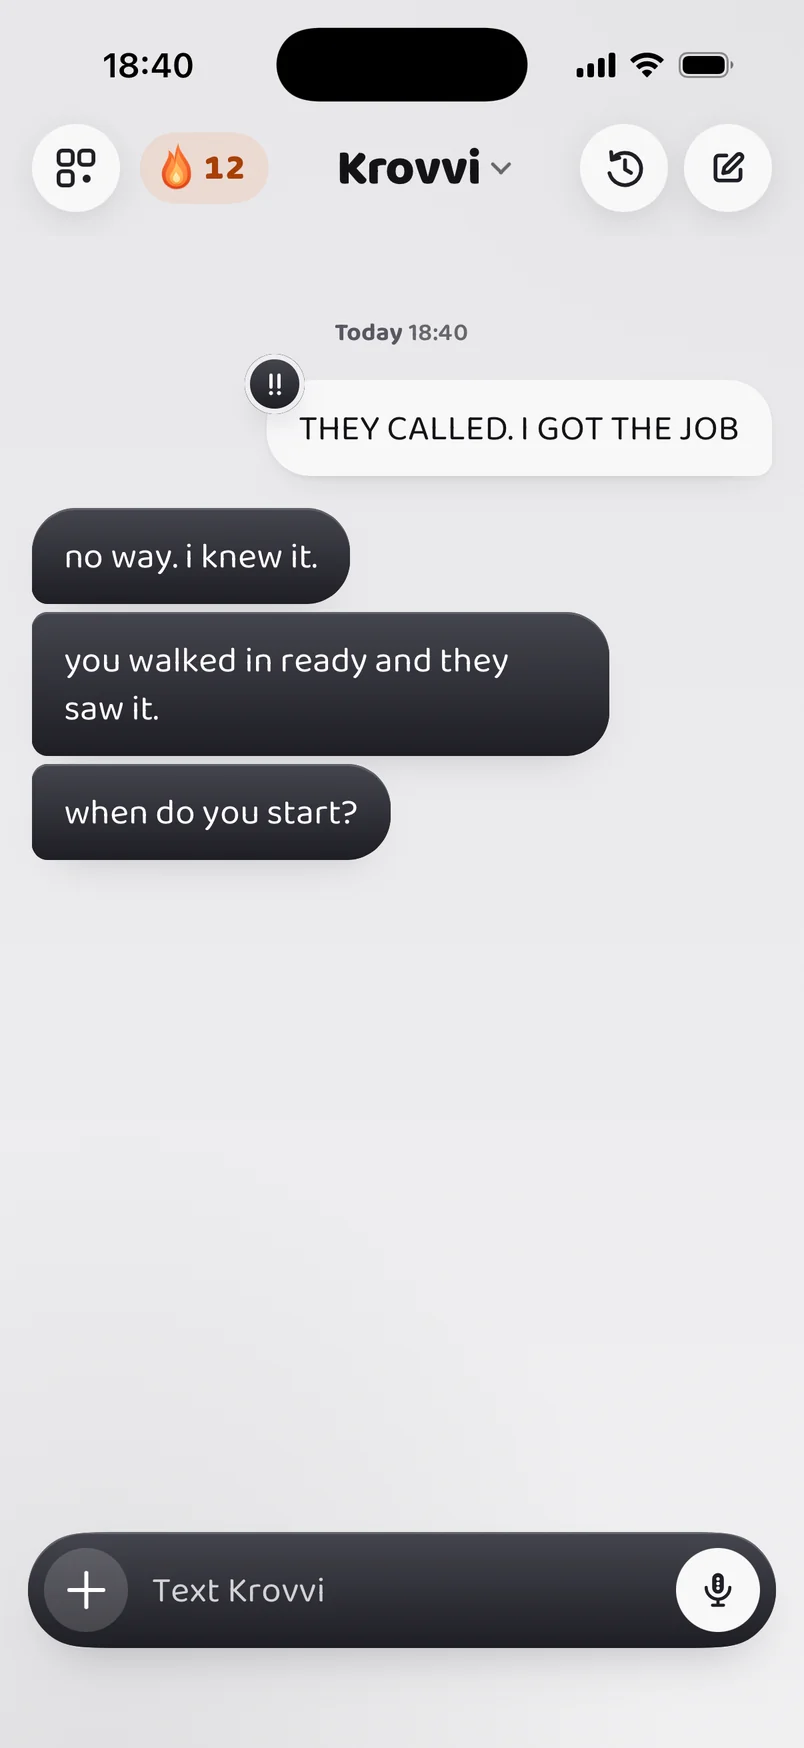 18:40
12
Krovvi
Today 18:40
!!
THEY CALLED. I GOT THE JOB
no way. i knew it.
you walked in ready and they
saw it.
when do you start?
Text Krovvi